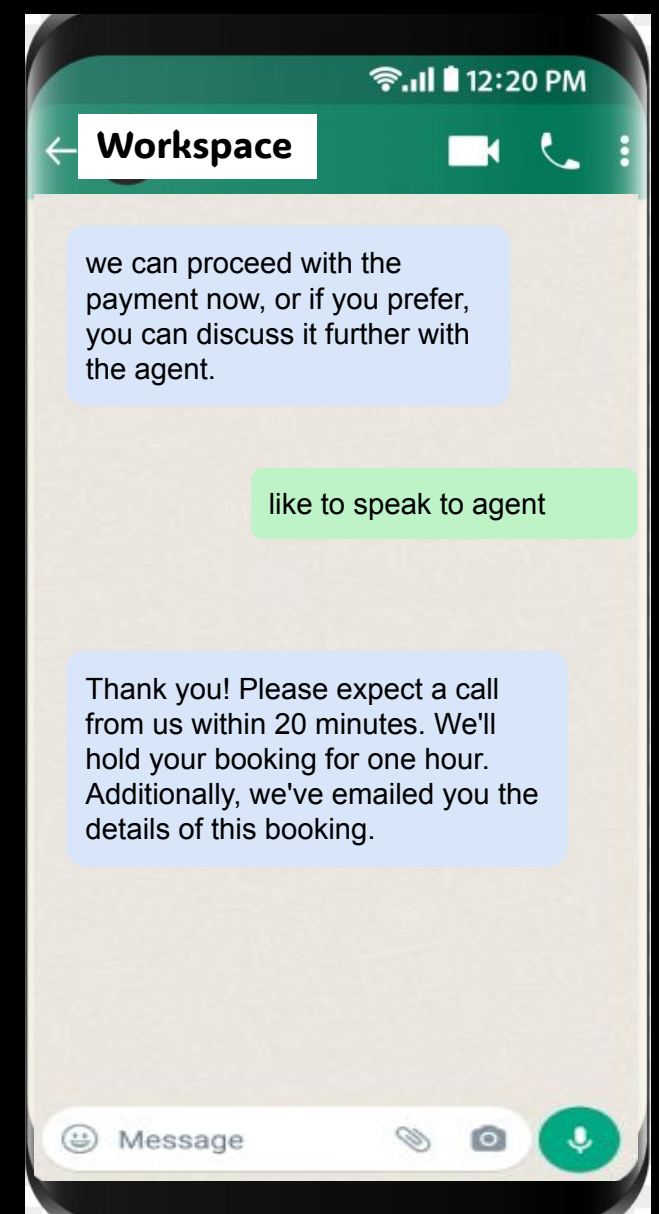 12:20 PM
Workspace
we can proceed with the
payment now, or if you prefer,
you can discuss it further with
the agent.
like to speak to agent
Thank you! Please expect a call
from us within 20 minutes. We'll
hold your booking for one hour.
Additionally, we've emailed you the
details of this booking.
Message